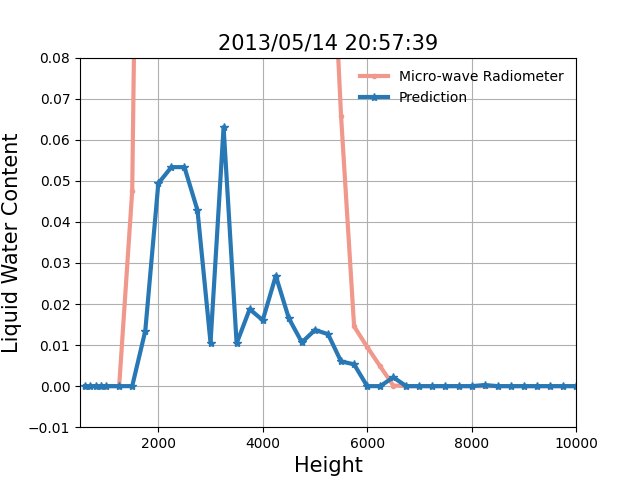 2013/05/14 20:57:39
0.08
0.07
0.06
0.05
0.04
0.03
0.02
0.01
0.00
−0.01
Liquid Water Content
Micro-wave Radiometer
Prediction
2000 4000 6000 8000 10000
Height